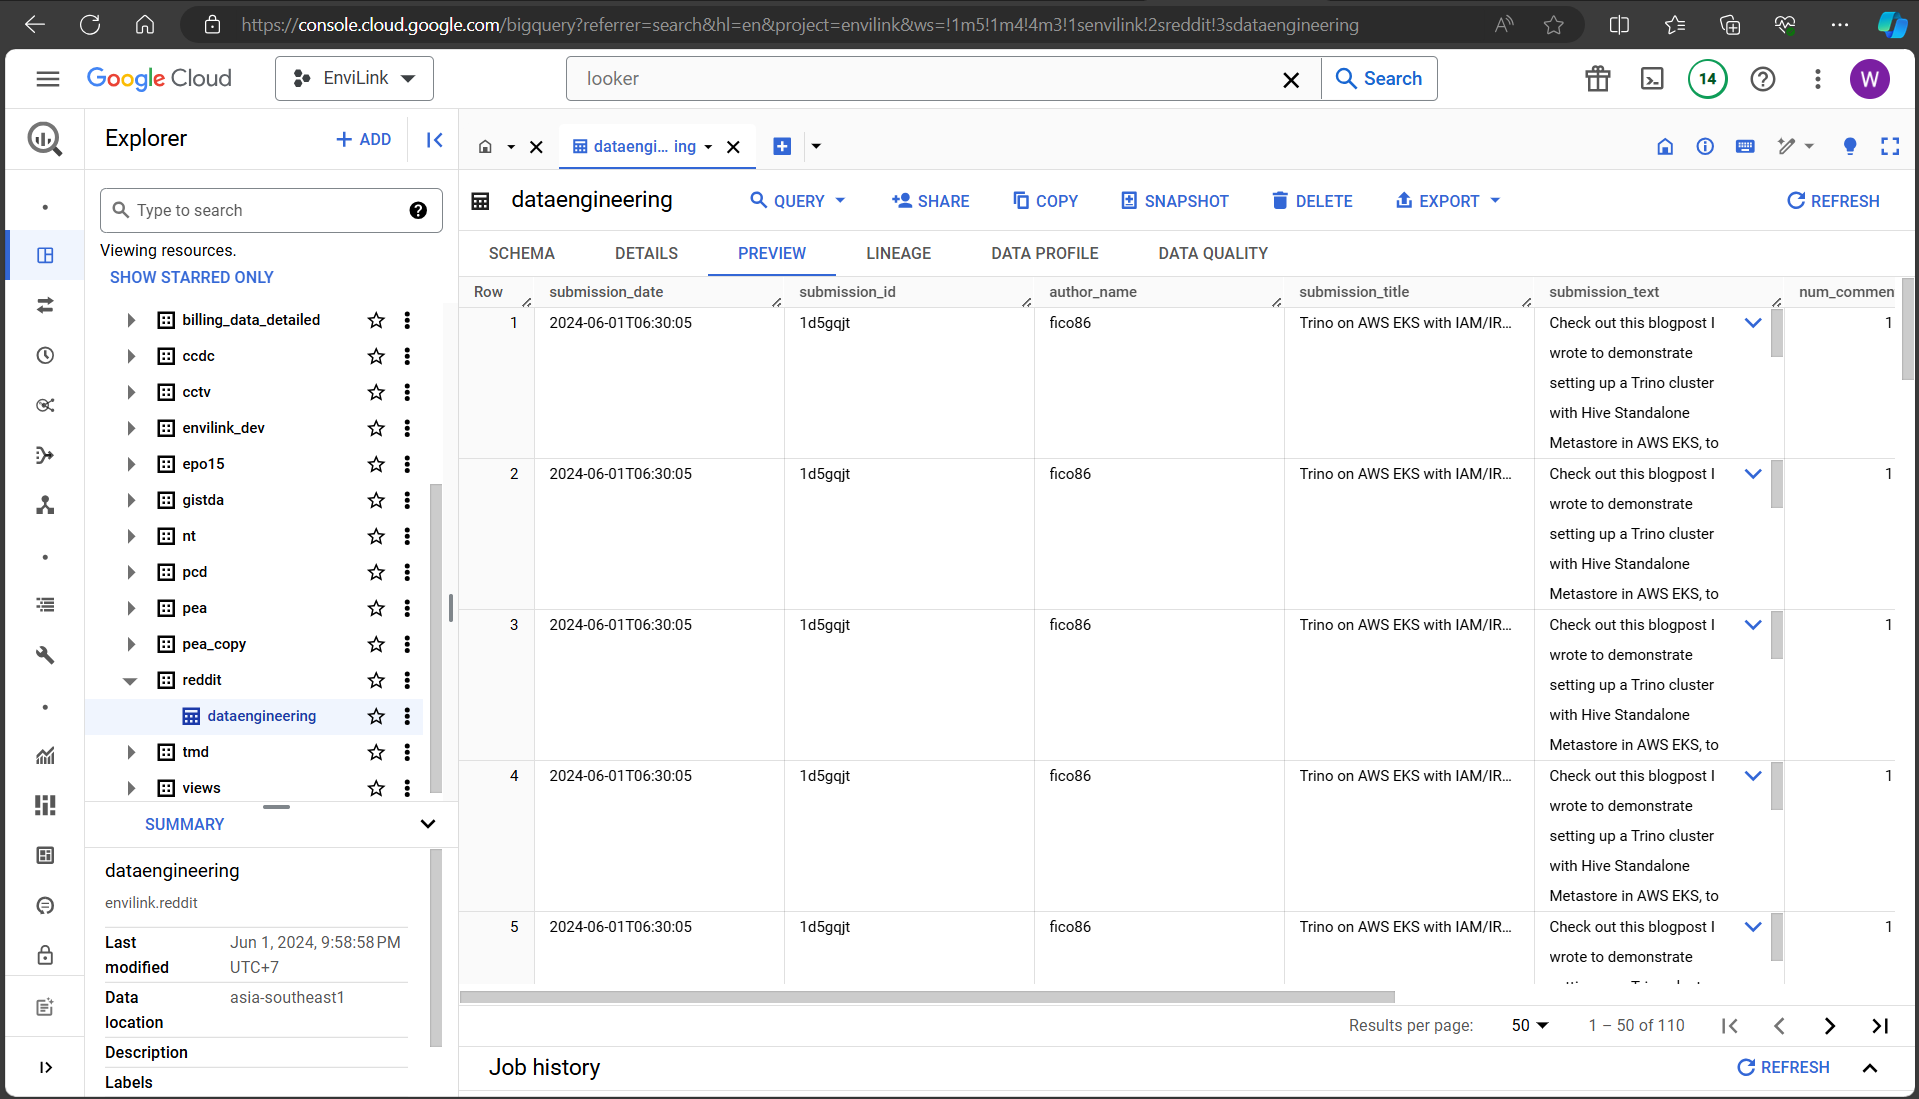 https://console.cloud.google.com/bigquery?referrer=search&hl=en&project=envilink&ws=!1m5!1m4!4m3!1senvilink!2sreddit!3sdataengineering
Google Cloud
EnviLink
looker
Search
14
W
Explorer
+ ADD
dataengi... ing
Type to search
Viewing resources.
SHOW STARRED ONLY
billing_data_detailed
ccdc
cctv
envilink_dev
epo15
gistda
nt
pcd
pea
pea_copy
reddit
dataengineering
tmd
views
SUMMARY
dataengineering
envilink.reddit
Last modified Jun 1, 2024, 9:58:58 PM UTC+7
Data location asia-southeast1
Description
Labels
dataengineering
QUERY SHARE COPY SNAPSHOT DELETE EXPORT REFRESH
SCHEMA DETAILS PREVIEW LINEAGE DATA PROFILE DATA QUALITY
Row submission_date submission_id author_name submission_title submission_text num_commen
1 2024-06-01T06:30:05 1d5gqjt fico86 Trino on AWS EKS with IAM/IR... Check out this blogpost I 1
wrote to demonstrate
setting up a Trino cluster
with Hive Standalone
Metastore in AWS EKS, to
2 2024-06-01T06:30:05 1d5gqjt fico86 Trino on AWS EKS with IAM/IR... Check out this blogpost I 1
wrote to demonstrate
setting up a Trino cluster
with Hive Standalone
Metastore in AWS EKS, to
3 2024-06-01T06:30:05 1d5gqjt fico86 Trino on AWS EKS with IAM/IR... Check out this blogpost I 1
wrote to demonstrate
setting up a Trino cluster
with Hive Standalone
Metastore in AWS EKS, to
4 2024-06-01T06:30:05 1d5gqjt fico86 Trino on AWS EKS with IAM/IR... Check out this blogpost I 1
wrote to demonstrate
setting up a Trino cluster
with Hive Standalone
Metastore in AWS EKS, to
5 2024-06-01T06:30:05 1d5gqjt fico86 Trino on AWS EKS with IAM/IR... Check out this blogpost I 1
wrote to demonstrate
Results per page: 50 1 – 50 of 110
Job history
REFRESH